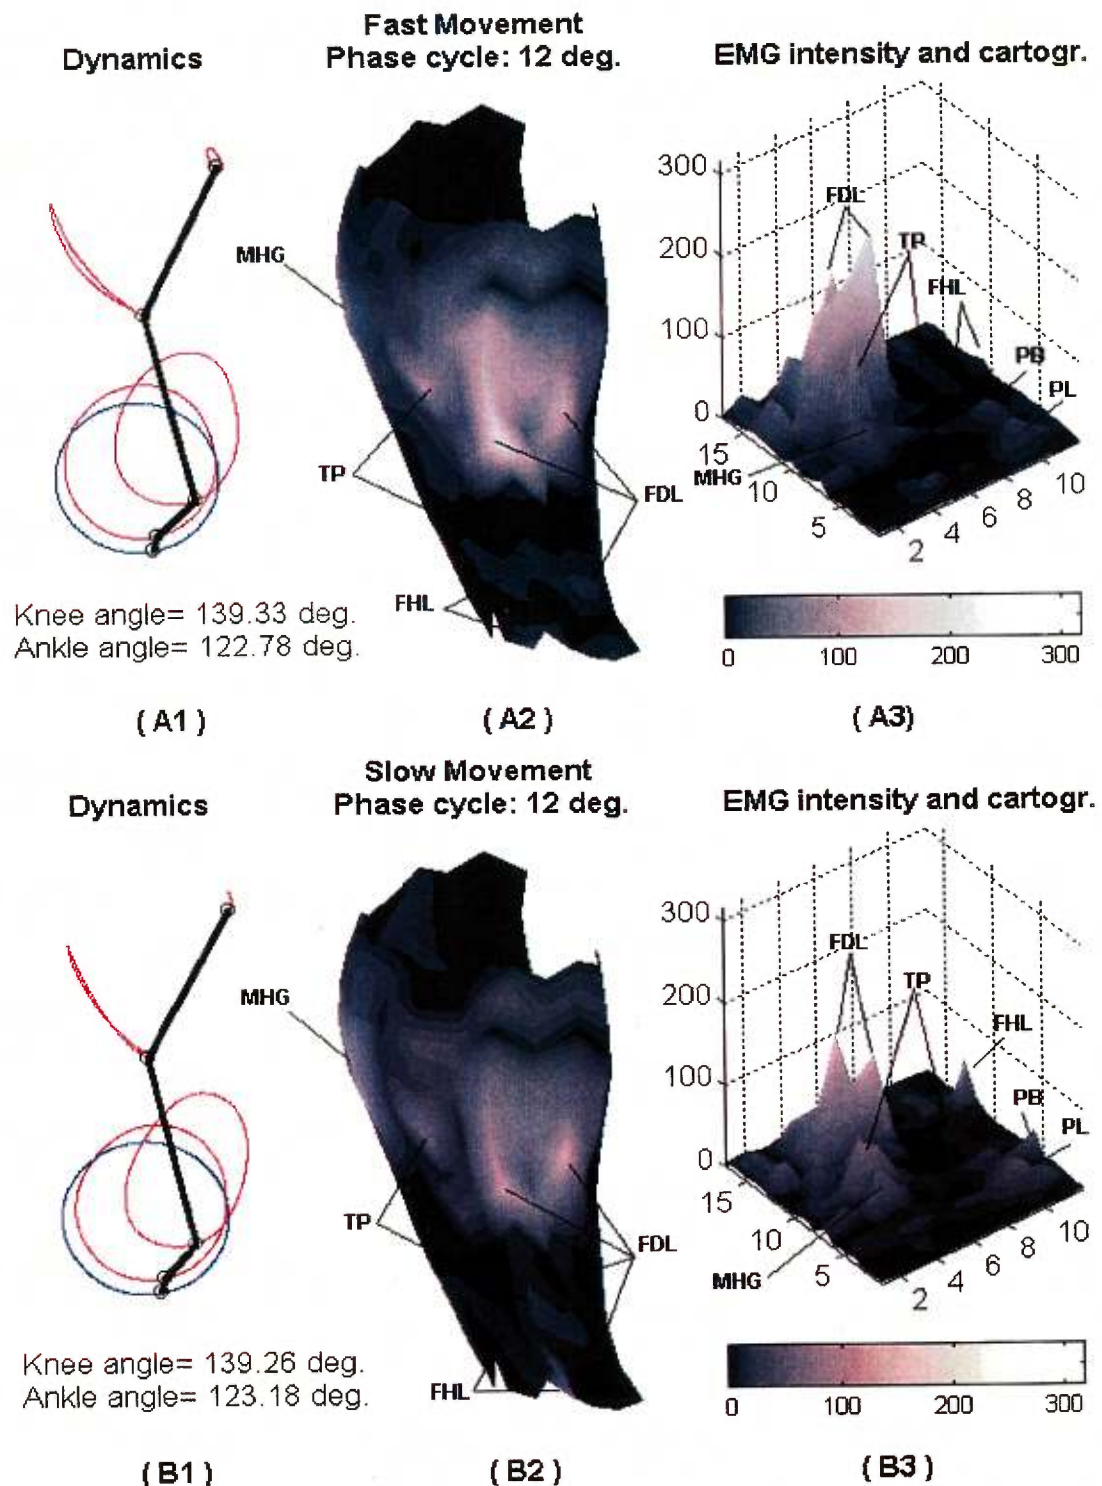 Fast Movement
Dynamics
Phase cycle: 12 deg.
EMG intensity and cartogr.
MHG
TP
FDL
FHL
300
200
100
0
FDL
TP
FHL
PB
PL
MHG
15
10
5
2
4
6
8
10
0
100
200
300
Knee angle= 139.33 deg.
Ankle angle= 122.78 deg.
( A1 )
( A2 )
( A3)
Slow Movement
Dynamics
Phase cycle: 12 deg.
EMG intensity and cartogr.
MHG
TP
FDL
FHL
300
200
100
0
FDL
TP
FHL
PB
PL
MHG
15
10
5
2
4
6
8
10
0
100
200
300
Knee angle= 139.26 deg.
Ankle angle= 123.18 deg.
( B1 )
( B2 )
( B3 )